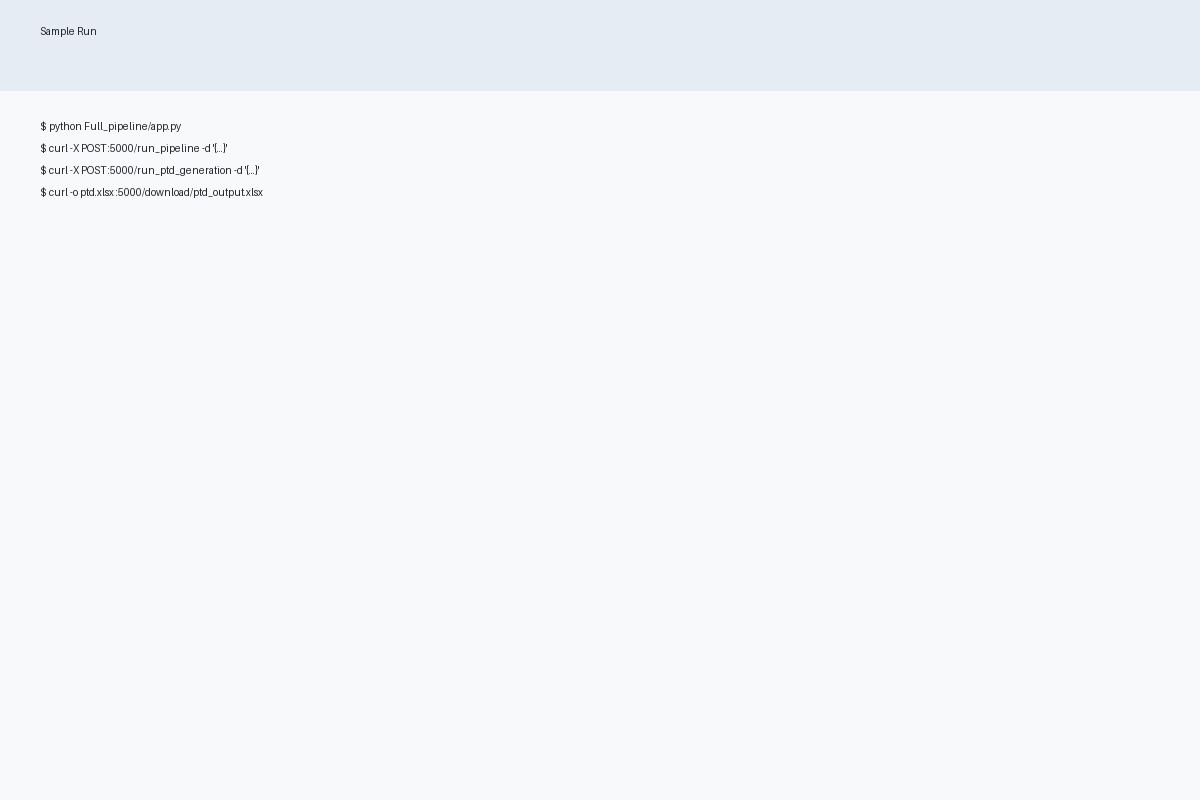 Sample Run
$ python Full_pipeline/app.py
$ curl -X POST :5000/run_pipeline -d '{...}'
$ curl -X POST :5000/run_ptd_generation -d '{...}'
$ curl -o ptd.xlsx :5000/download/ptd_output.xlsx